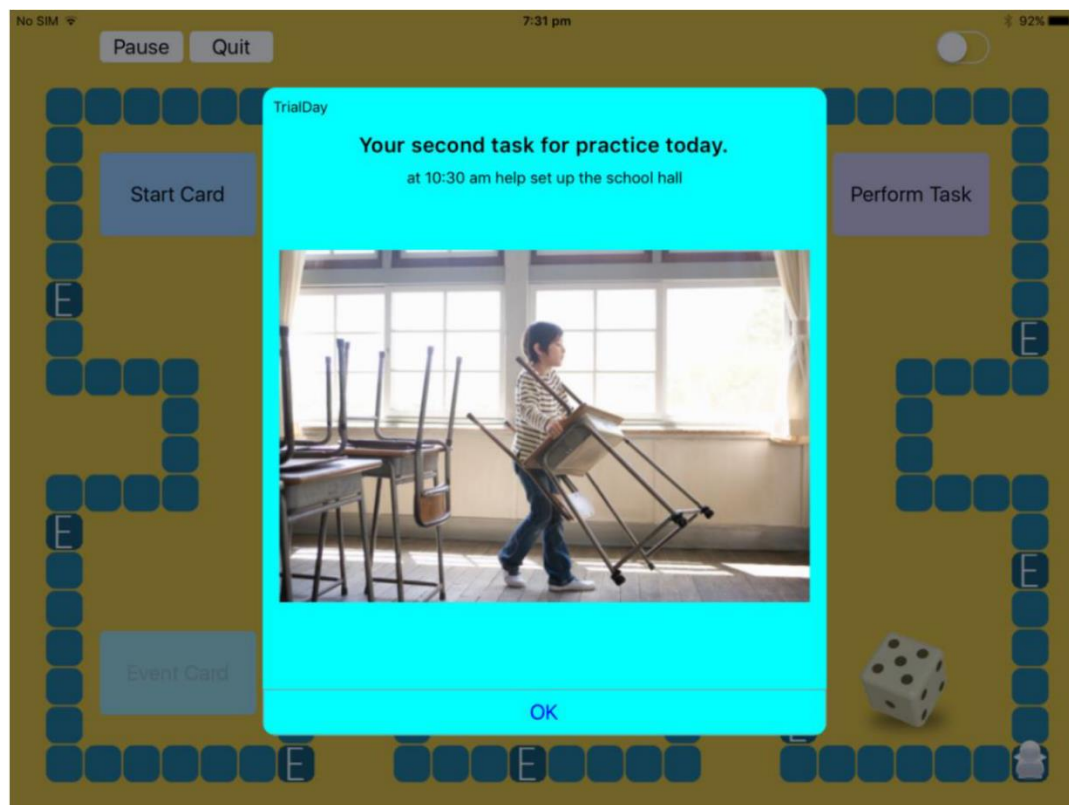 No SIM 7:31 pm 92%
Pause Quit
TrialDay
Your second task for practice today.
at 10:30 am help set up the school hall
Start Card Perform Task
E
E
E
E
Event Card
OK
E
E E